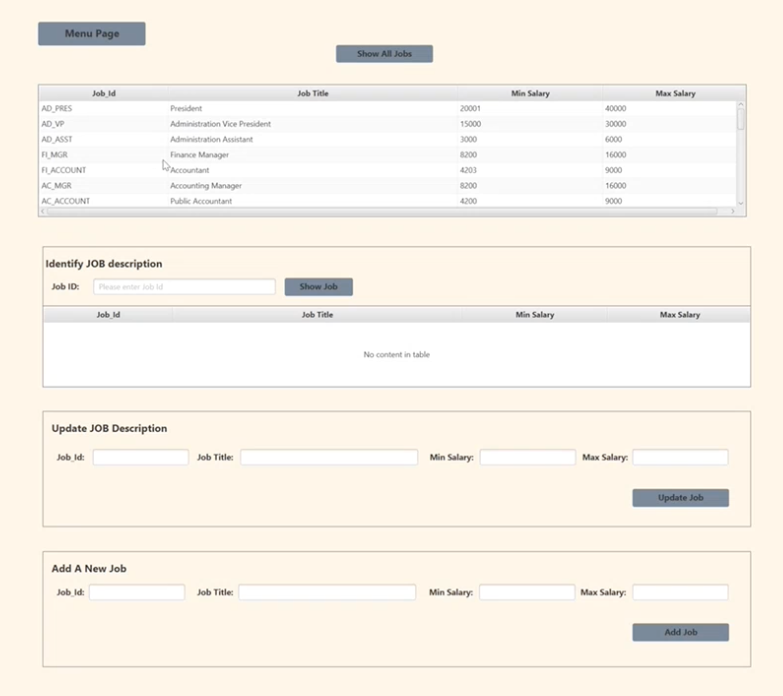 Menu Page
Show All Jobs
Job_Id Job Title Min Salary Max Salary
AD_PRES President 20001 40000
AD_VP Administration Vice President 15000 30000
AD_ASST Administration Assistant 3000 6000
FI_MGR Finance Manager 8200 16000
FI_ACCOUNT Accountant 4203 9000
AC_MGR Accounting Manager 8200 16000
AC_ACCOUNT Public Accountant 4200 9000
Identify JOB description
Job ID: Please enter Job Id Show Job
Job_Id Job Title Min Salary Max Salary
No content in table
Update JOB Description
Job_Id: Job Title: Min Salary: Max Salary:
Update Job
Add A New Job
Job_Id: Job Title: Min Salary: Max Salary:
Add Job